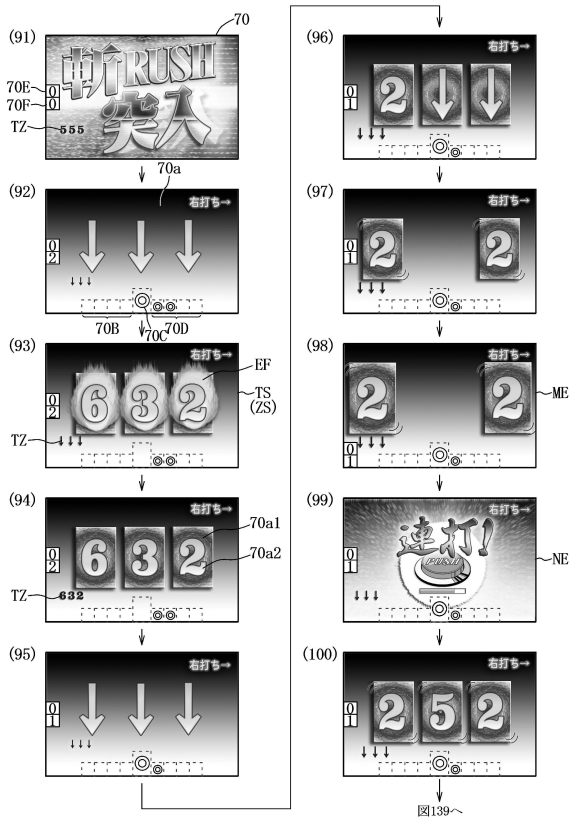 70
(91)
斬RUSH
突入
70E
0
70F
0
TZ
555
70a
(92)
右打ち→
0
2
70B
70C
70D
(93)
右打ち→
EF
6 3 2
0
2
TS
(ZS)
TZ
(94)
右打ち→
70a1
6 3 2
70a2
0
2
TZ
632
(95)
右打ち→
0
1
(96)
右打ち→
2
0
1
(97)
右打ち→
2 2
0
1
(98)
右打ち→
2 2
ME
0
1
(99)
連打!
PUSH
NE
0
1
(100)
右打ち→
2 5 2
0
1
図139へ